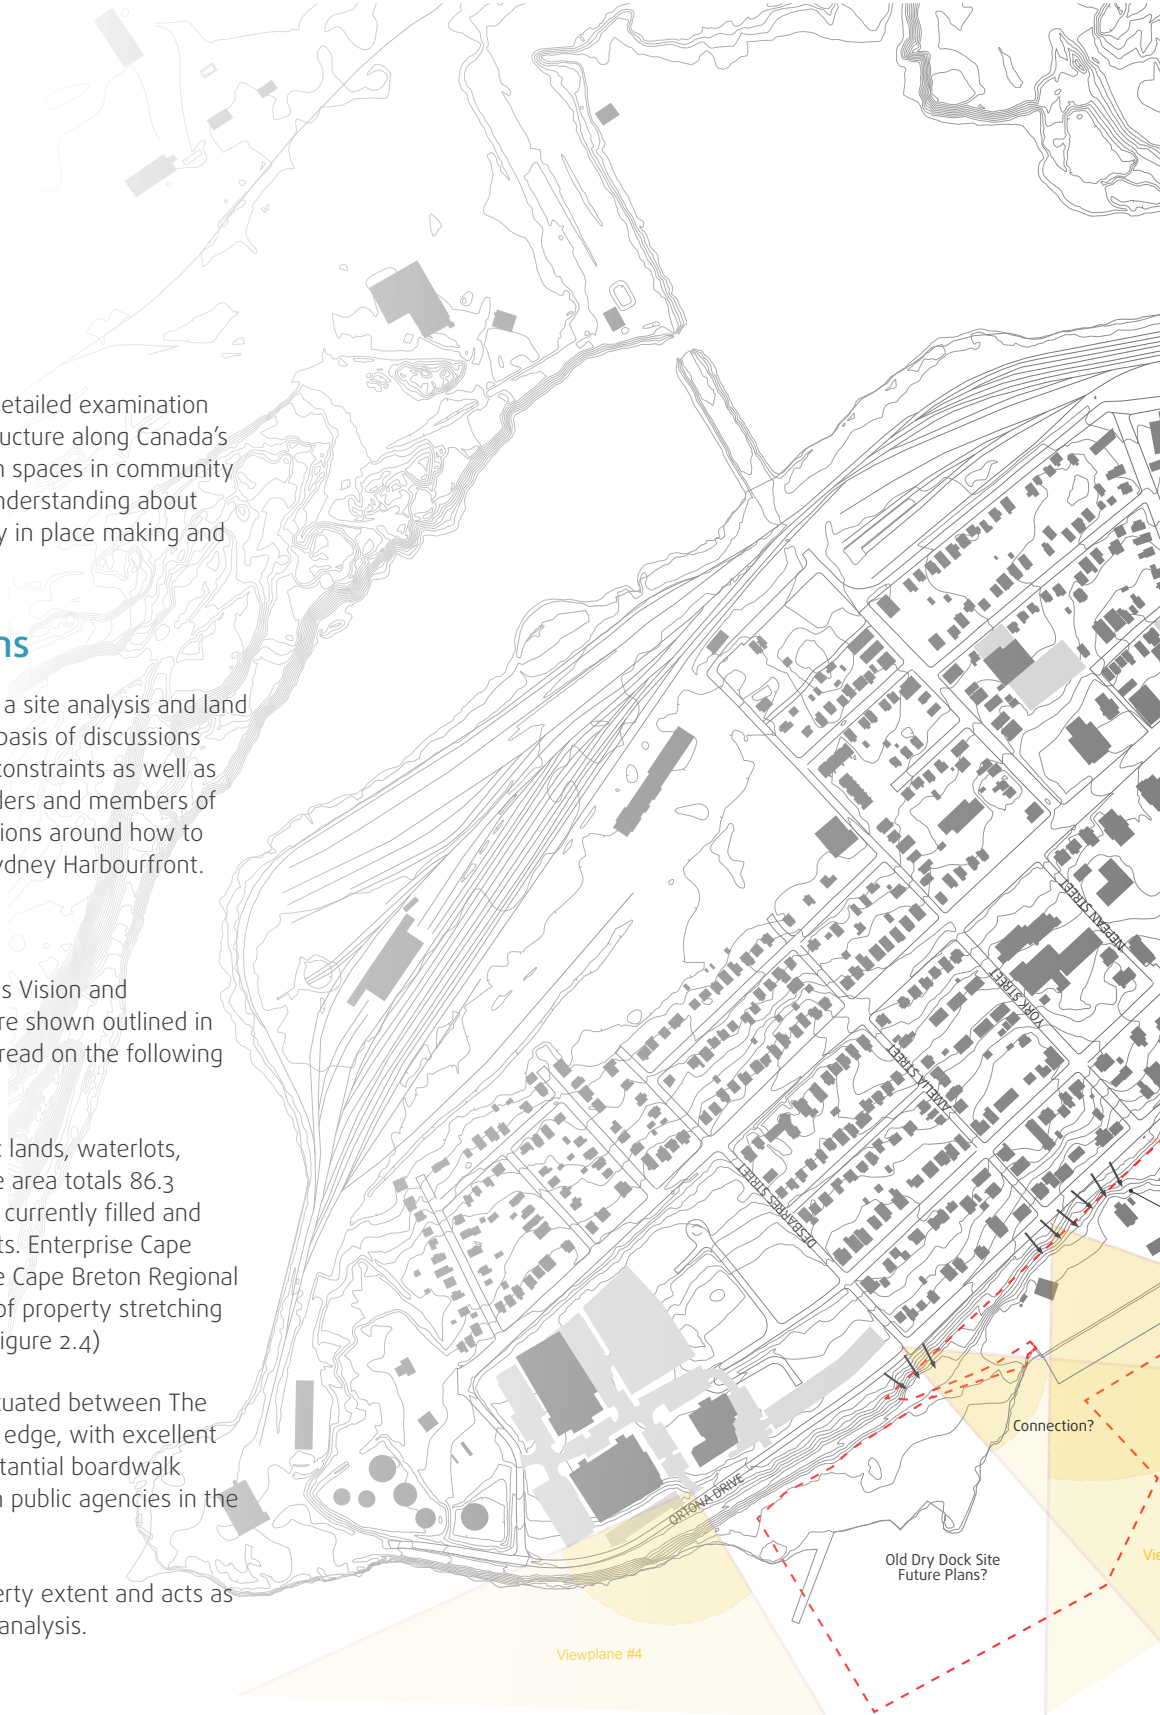 etailed examination
ucture along Canada's
n spaces in community
nderstanding about
y in place making and
ns
a site analysis and land
basis of discussions
constraints as well as
ders and members of
tions around how to
ydney Harbourfront.
s Vision and
re shown outlined in
read on the following
t lands, waterlots,
e area totals 86.3
currently filled and
ts. Enterprise Cape
e Cape Breton Regional
of property stretching
igure 2.4)
tuated between The
edge, with excellent
tantial boardwalk
n public agencies in the
erty extent and acts as
analysis.
NEPEAN STREET
YORK STREET
AMELIA STREET
DESBARRES STREET
ORTONA DRIVE
Connection?
Old Dry Dock Site
Future Plans?
Vie
Viewplane #4